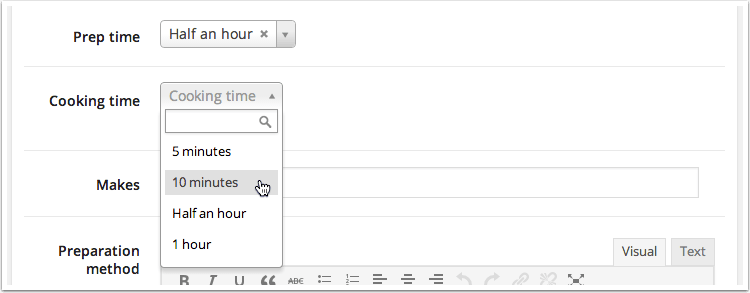 Prep time Half an hour ×
Cooking time Cooking time
5 minutes
10 minutes
Makes
Half an hour
1 hour
Preparation method
Visual Text
B I U ABC